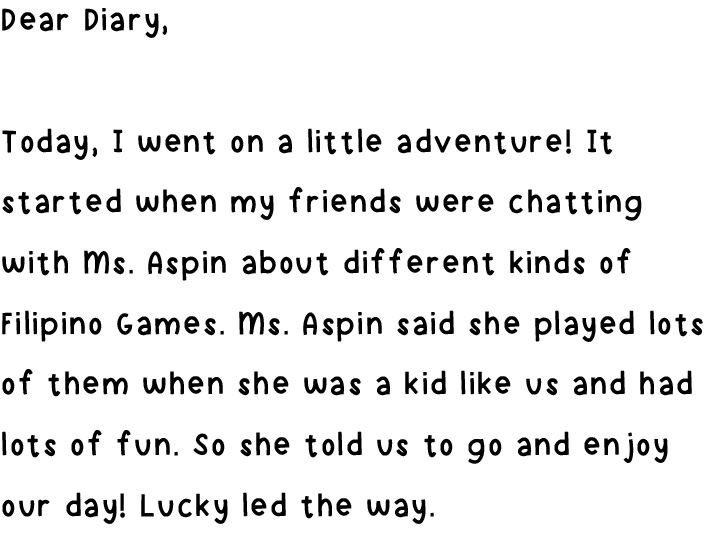 Dear Diary,
Today, I went on a little adventure! It
started when my friends were chatting
with Ms. Aspin about different kinds of
Filipino Games. Ms. Aspin said she played lots
of them when she was a kid like us and had
lots of fun. So she told us to go and enjoy
our day! Lucky led the way.